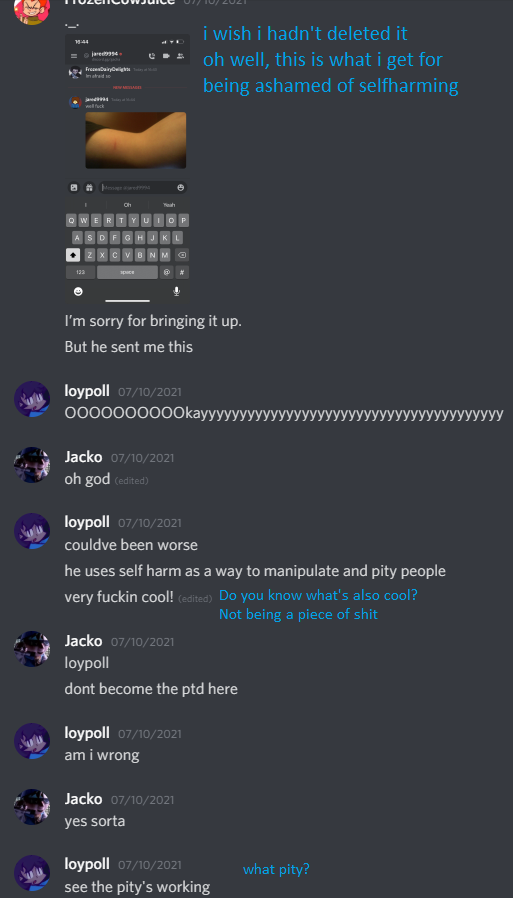 FrozenCowJuice 07/10/2021
._.
i wish i hadn't deleted it
oh well, this is what i get for
being ashamed of selfharming
16:44
jared9994
FrozenDairyDelights
I'm afraid so
NEW MESSAGES
jared9994
well fuck
Message @jared9994
I Oh Yeah
Q W E R T Y U I O P
A S D F G H J K L
Z X C V B N M
123 space @ #
I'm sorry for bringing it up.
But he sent me this
loypoll 07/10/2021
OOOOOOOOOOkayyyyyyyyyyyyyyyyyyyyyyyyyyyyyyyyyyyyyyy
Jacko 07/10/2021
oh god (edited)
loypoll 07/10/2021
couldve been worse
he uses self harm as a way to manipulate and pity people
very fuckin cool! (edited)
Do you know what's also cool?
Not being a piece of shit
Jacko 07/10/2021
loypoll
dont become the ptd here
loypoll 07/10/2021
am i wrong
Jacko 07/10/2021
yes sorta
loypoll 07/10/2021
what pity?
see the pity's working